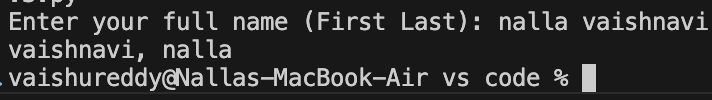 Enter your full name (First Last): nalla vaishnavi
vaishnavi, nalla
vaishureddy@Nallas-MacBook-Air vs code %